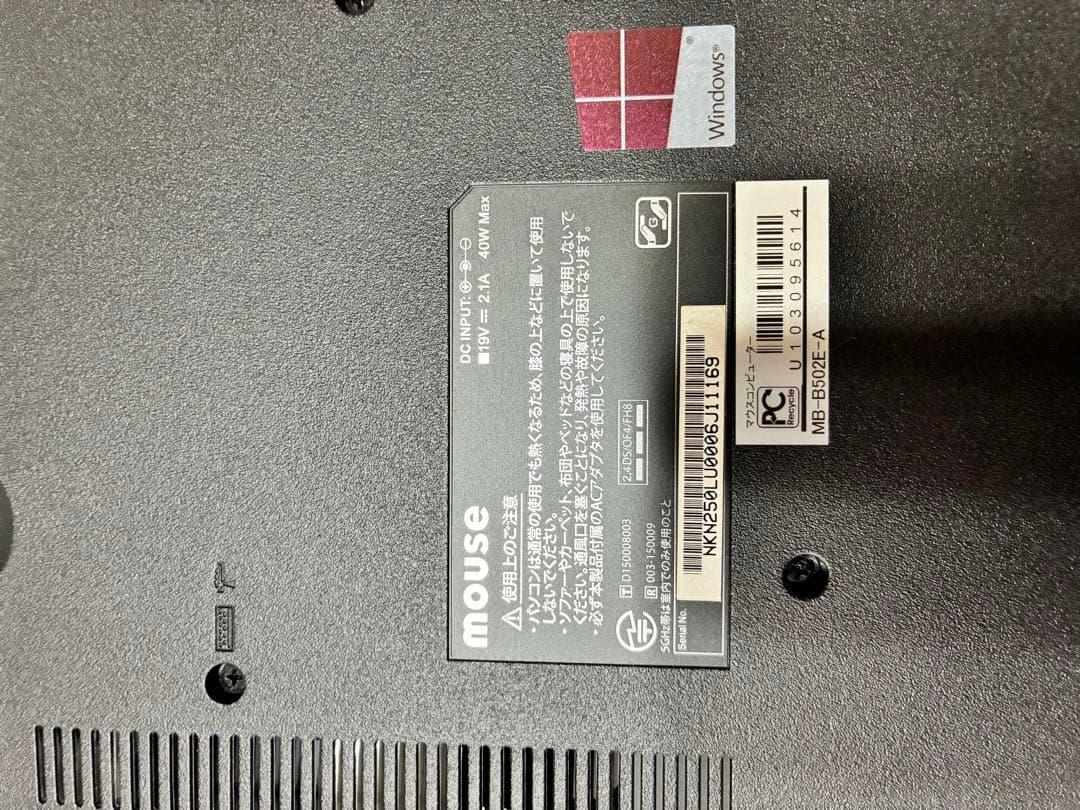 Windows®
DC INPUT:
■19V 2.1A 40W Max
mouse
使用上のご注意
・パソコンは通常の使用でも熱くなるため、膝の上などに置いて使用
しないでください。
・ソファーやカーペット、布団やベッドなどの寝具の上で使用しないで
ください。通風口を塞ぐことになり、発熱や故障の原因になります。
・必ず本製品付属のACアダプタを使用してください。
T D150008003
R 003-150009
2.4DS/OF4/FH8
5GHz帯は室内でのみ使用のこと
Serial No.
NKN250LU0006J11169
マウスコンピューター
PC
Recycle
U103095614
MB-B502E-A